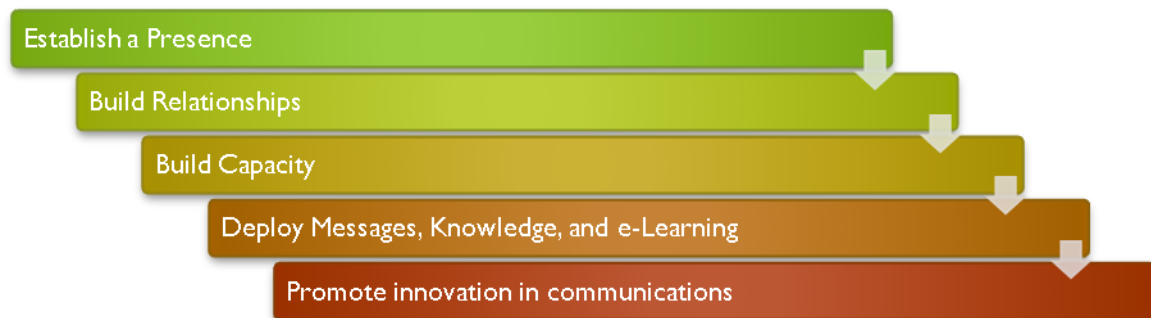 Establish a Presence
Build Relationships
Build Capacity
Deploy Messages, Knowledge, and e-Learning
Promote innovation in communications